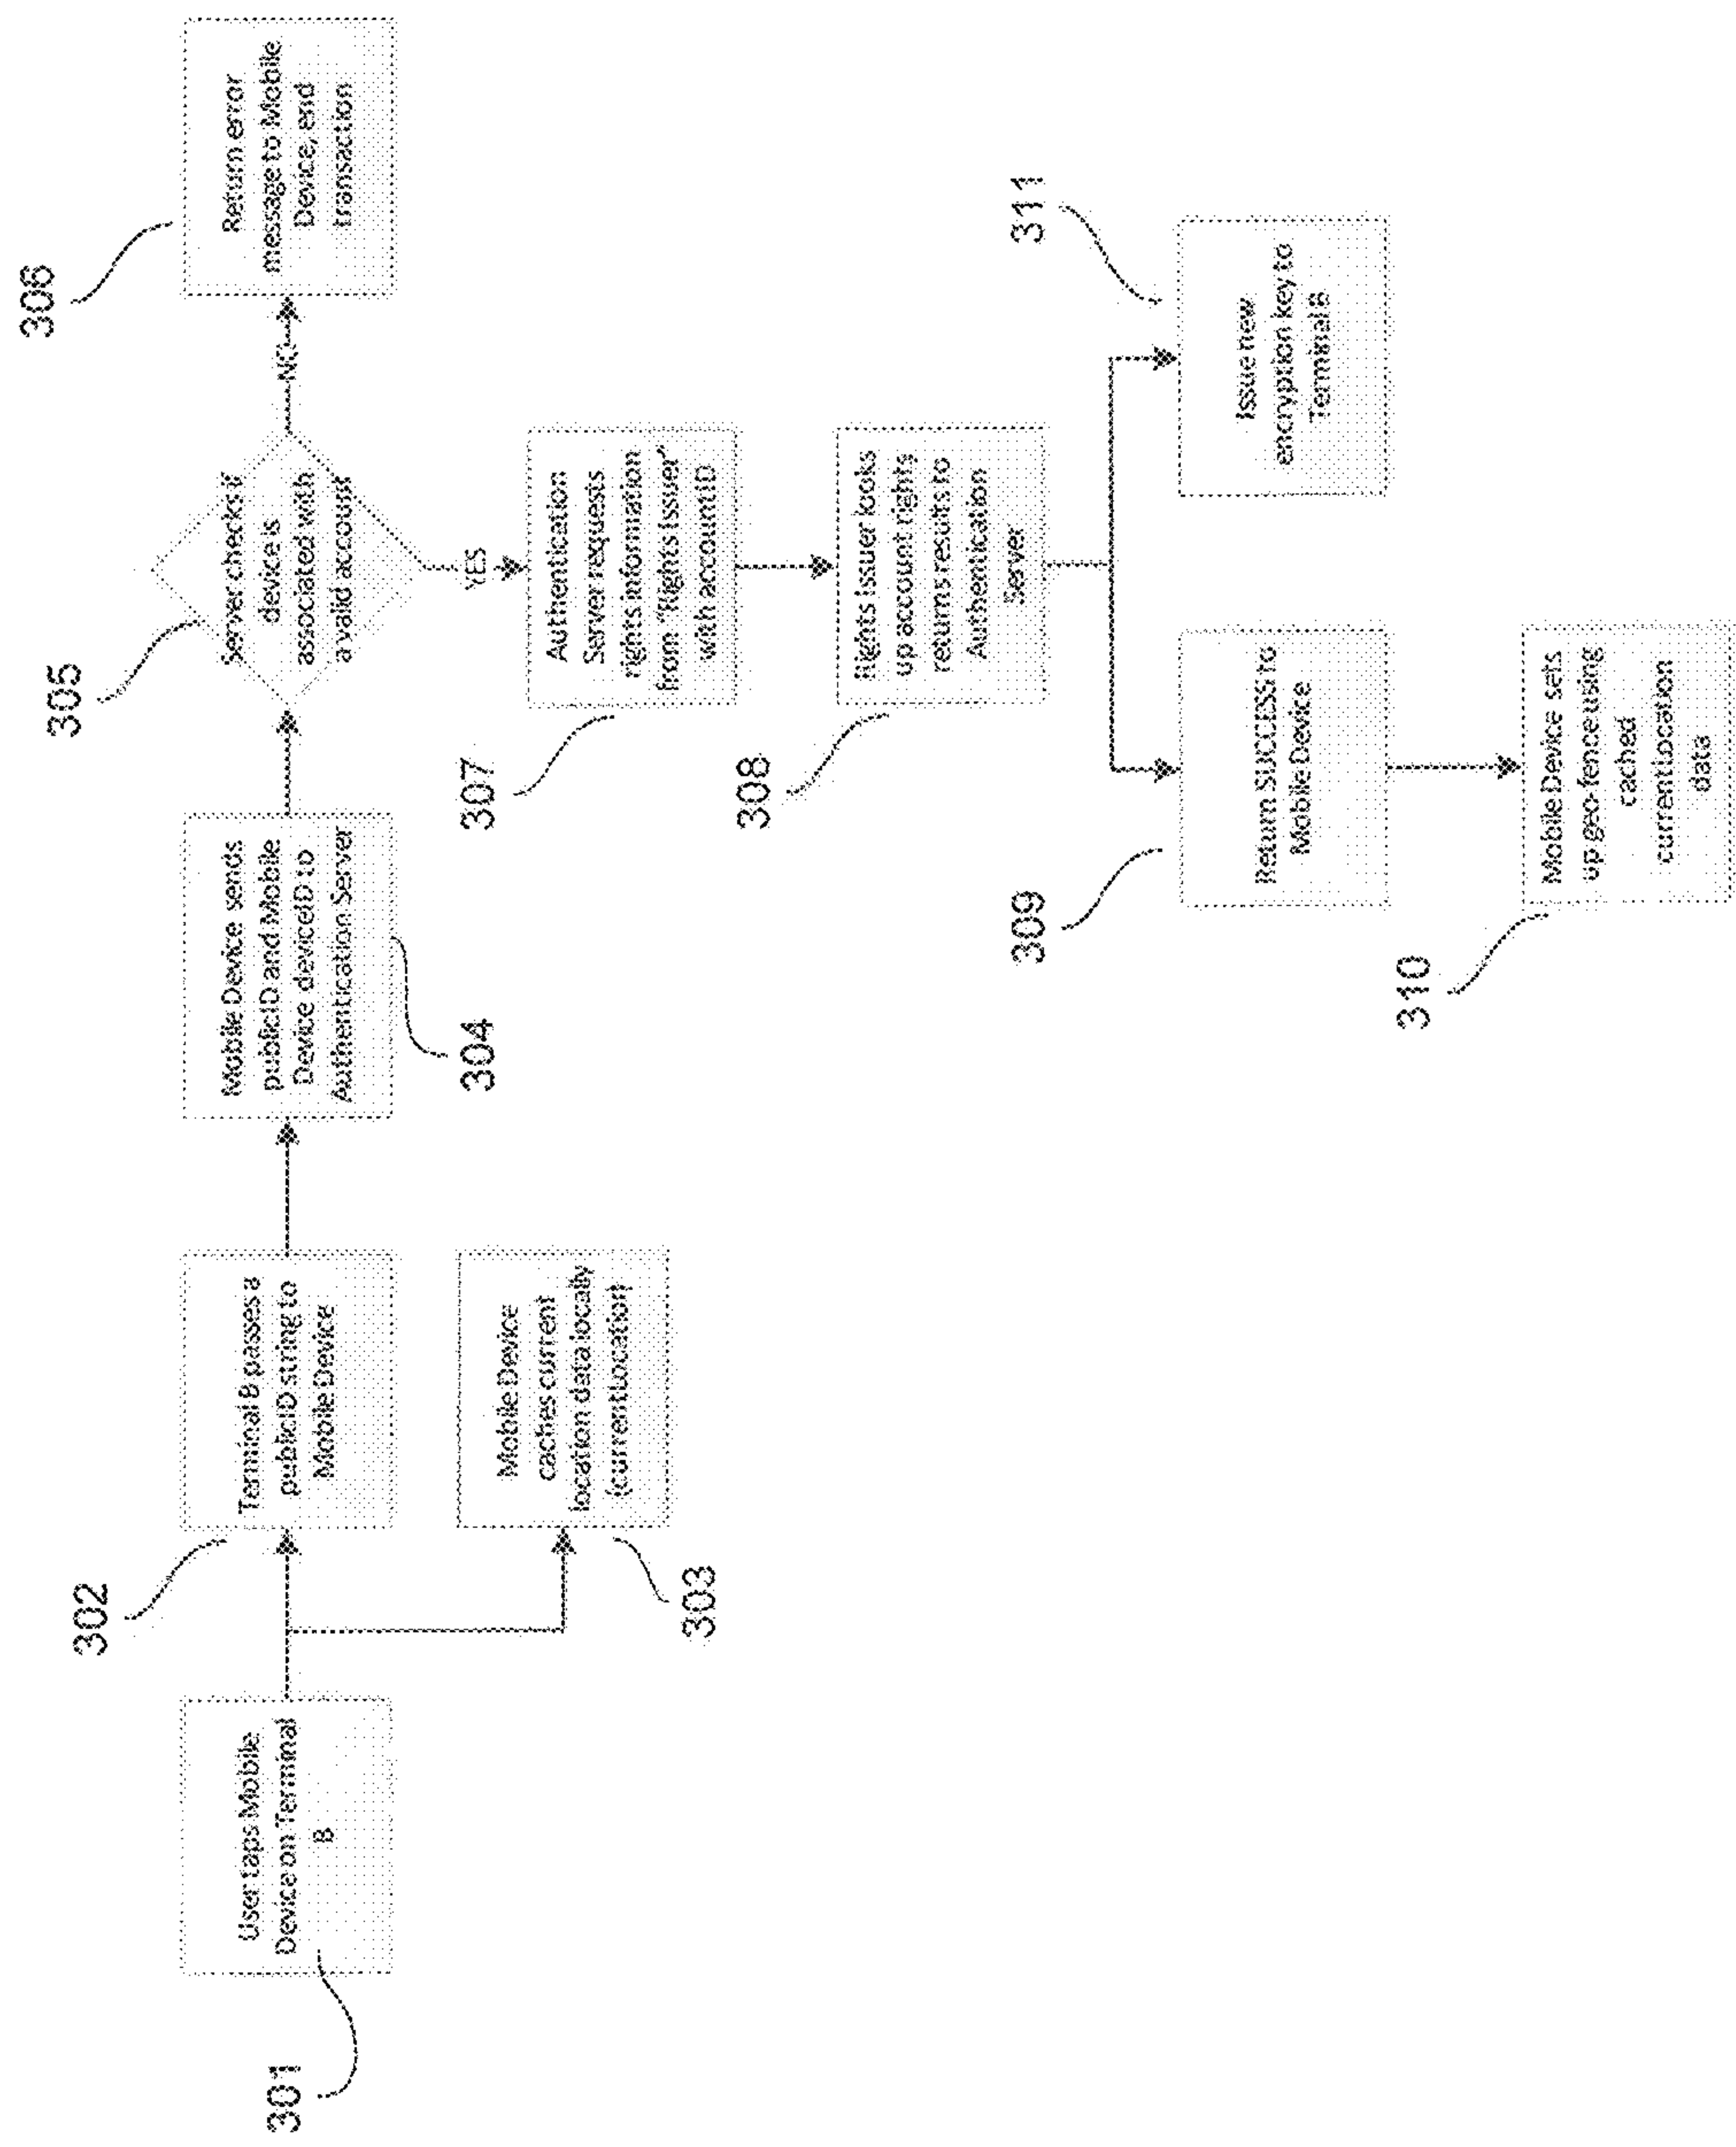 301
User taps Mobile
Device on Terminal
B
302
Terminal B passes a
publicID string to
Mobile Device
303
Mobile Device
caches current
location data locally
(currentLocation)
304
Mobile Device sends
publicID and Mobile
Device deviceID to
Authentication Server
305
Server checks if
device is
associated with
a valid account
NO
306
Return error
message to Mobile
Device, end
transaction
YES
307
Authentication
Server requests
rights information
from "Rights Issuer"
with accountID
308
Rights Issuer looks
up account rights
returns results to
Authentication
Server
309
Return SUCCESS to
Mobile Device
310
Mobile Device sets
up geo-fence using
cached
currentLocation
data
311
Issue new
encryption key to
Terminal B